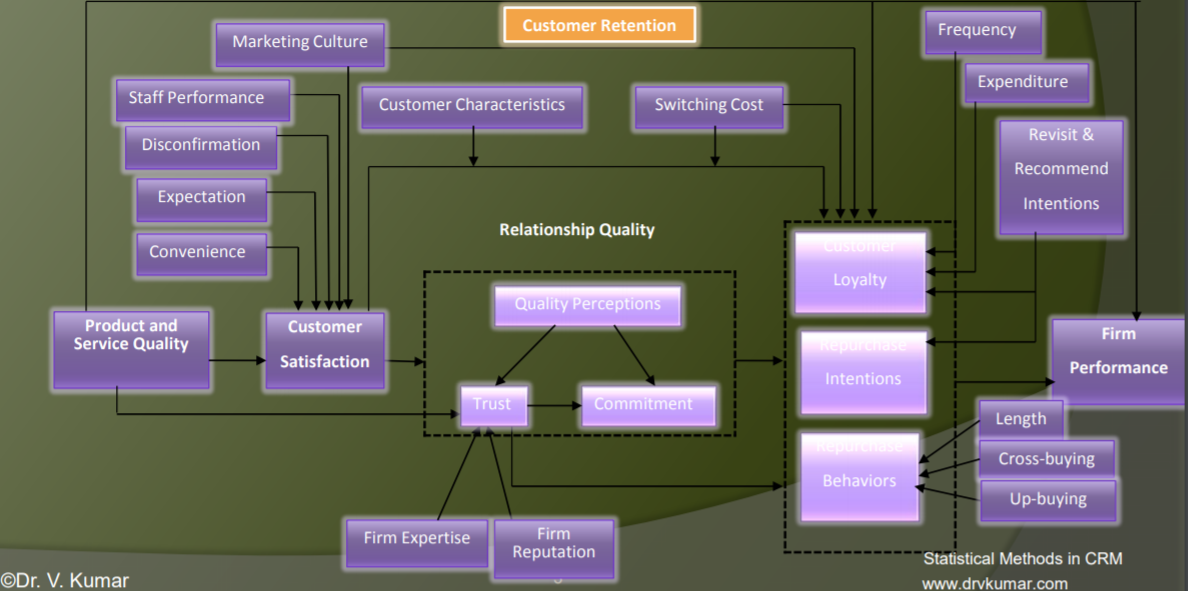 Customer Retention
Marketing Culture
Frequency
Staff Performance
Customer Characteristics
Switching Cost
Expenditure
Disconfirmation
Revisit &
Recommend
Intentions
Expectation
Convenience
Relationship Quality
Customer
Loyalty
Quality Perceptions
Product and
Service Quality
Customer
Satisfaction
Repurchase
Intentions
Firm
Performance
Trust
Commitment
Length
Repurchase
Behaviors
Cross-buying
Up-buying
Firm Expertise
Firm
Reputation
Statistical Methods in CRM
©Dr. V. Kumar
www.drvkumar.com